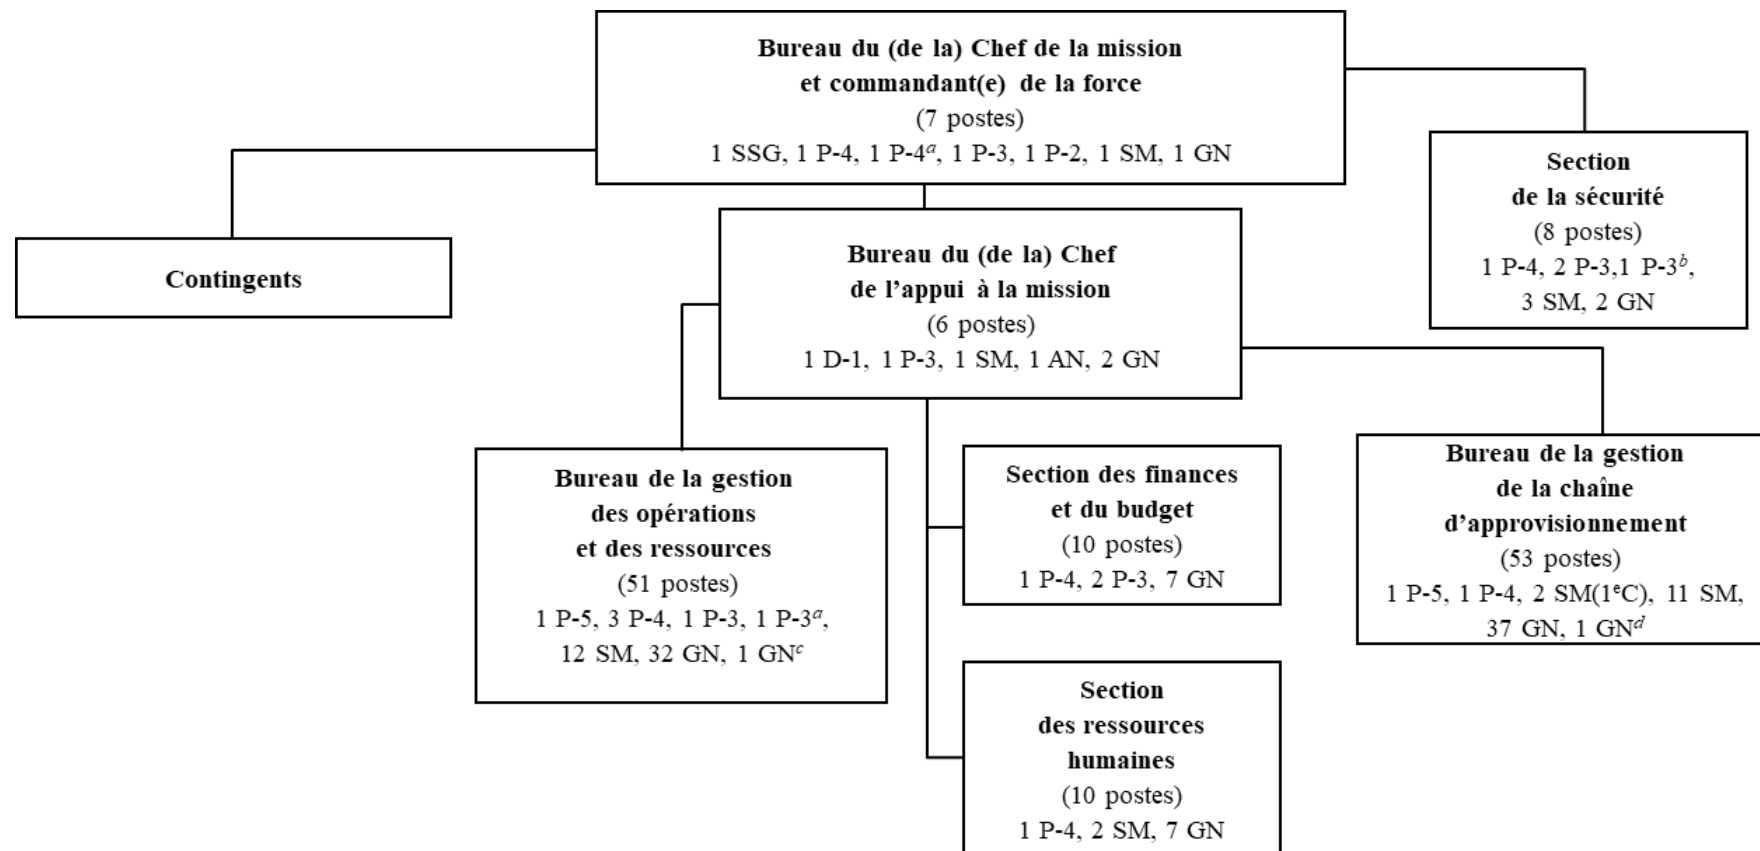 Bureau du (de la) Chef de la mission
et commandant(e) de la force
(7 postes)
1 SSG, 1 P-4, 1 P-4ᵃ, 1 P-3, 1 P-2, 1 SM, 1 GN
Section
de la sécurité
(8 postes)
1 P-4, 2 P-3,1 P-3ᵇ,
3 SM, 2 GN
Contingents
Bureau du (de la) Chef
de l’appui à la mission
(6 postes)
1 D-1, 1 P-3, 1 SM, 1 AN, 2 GN
Bureau de la gestion
des opérations
et des ressources
(51 postes)
1 P-5, 3 P-4, 1 P-3, 1 P-3ᵃ,
12 SM, 32 GN, 1 GNᶜ
Section des finances
et du budget
(10 postes)
1 P-4, 2 P-3, 7 GN
Bureau de la gestion
de la chaîne
d’approvisionnement
(53 postes)
1 P-5, 1 P-4, 2 SM(1ᵉC), 11 SM,
37 GN, 1 GNᵈ
Section
des ressources
humaines
(10 postes)
1 P-4, 2 SM, 7 GN